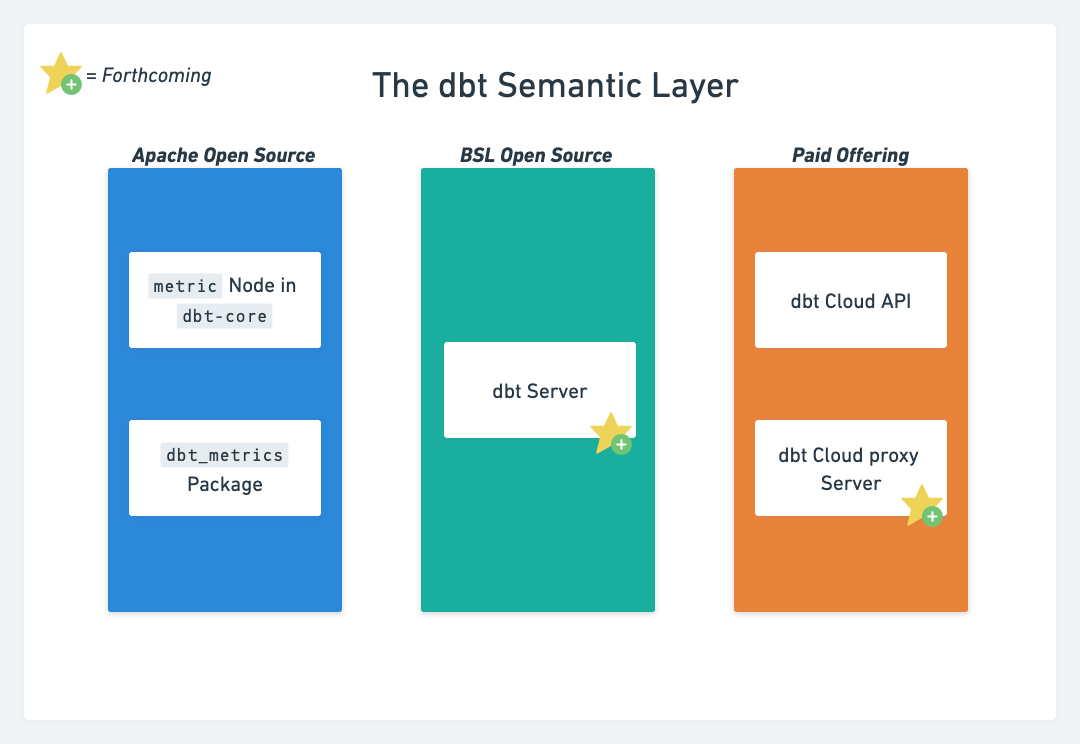 = Forthcoming
The dbt Semantic Layer
Apache Open Source
metric Node in
dbt-core
dbt_metrics
Package
BSL Open Source
dbt Server
Paid Offering
dbt Cloud API
dbt Cloud proxy
Server